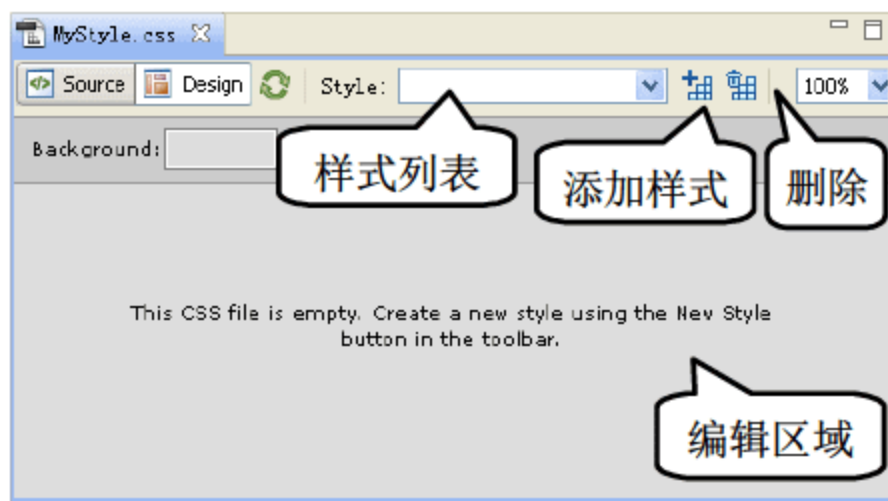 MyStyle.css
Source Design Style: 100%
Background:
样式列表
添加样式
删除
This CSS file is empty. Create a new style using the New Style
button in the toolbar.
编辑区域